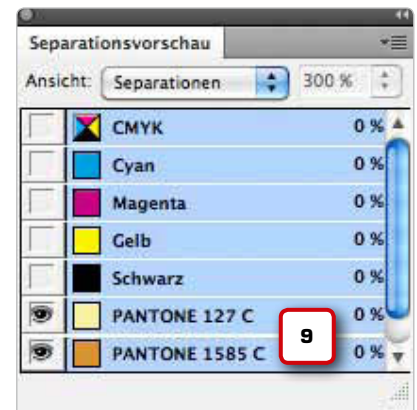 Separationsvorschau
Ansicht: Separationen 300 %
CMYK 0 %
Cyan 0 %
Magenta 0 %
Gelb 0 %
Schwarz 0 %
PANTONE 127 C 0 %
9
PANTONE 1585 C 0 %